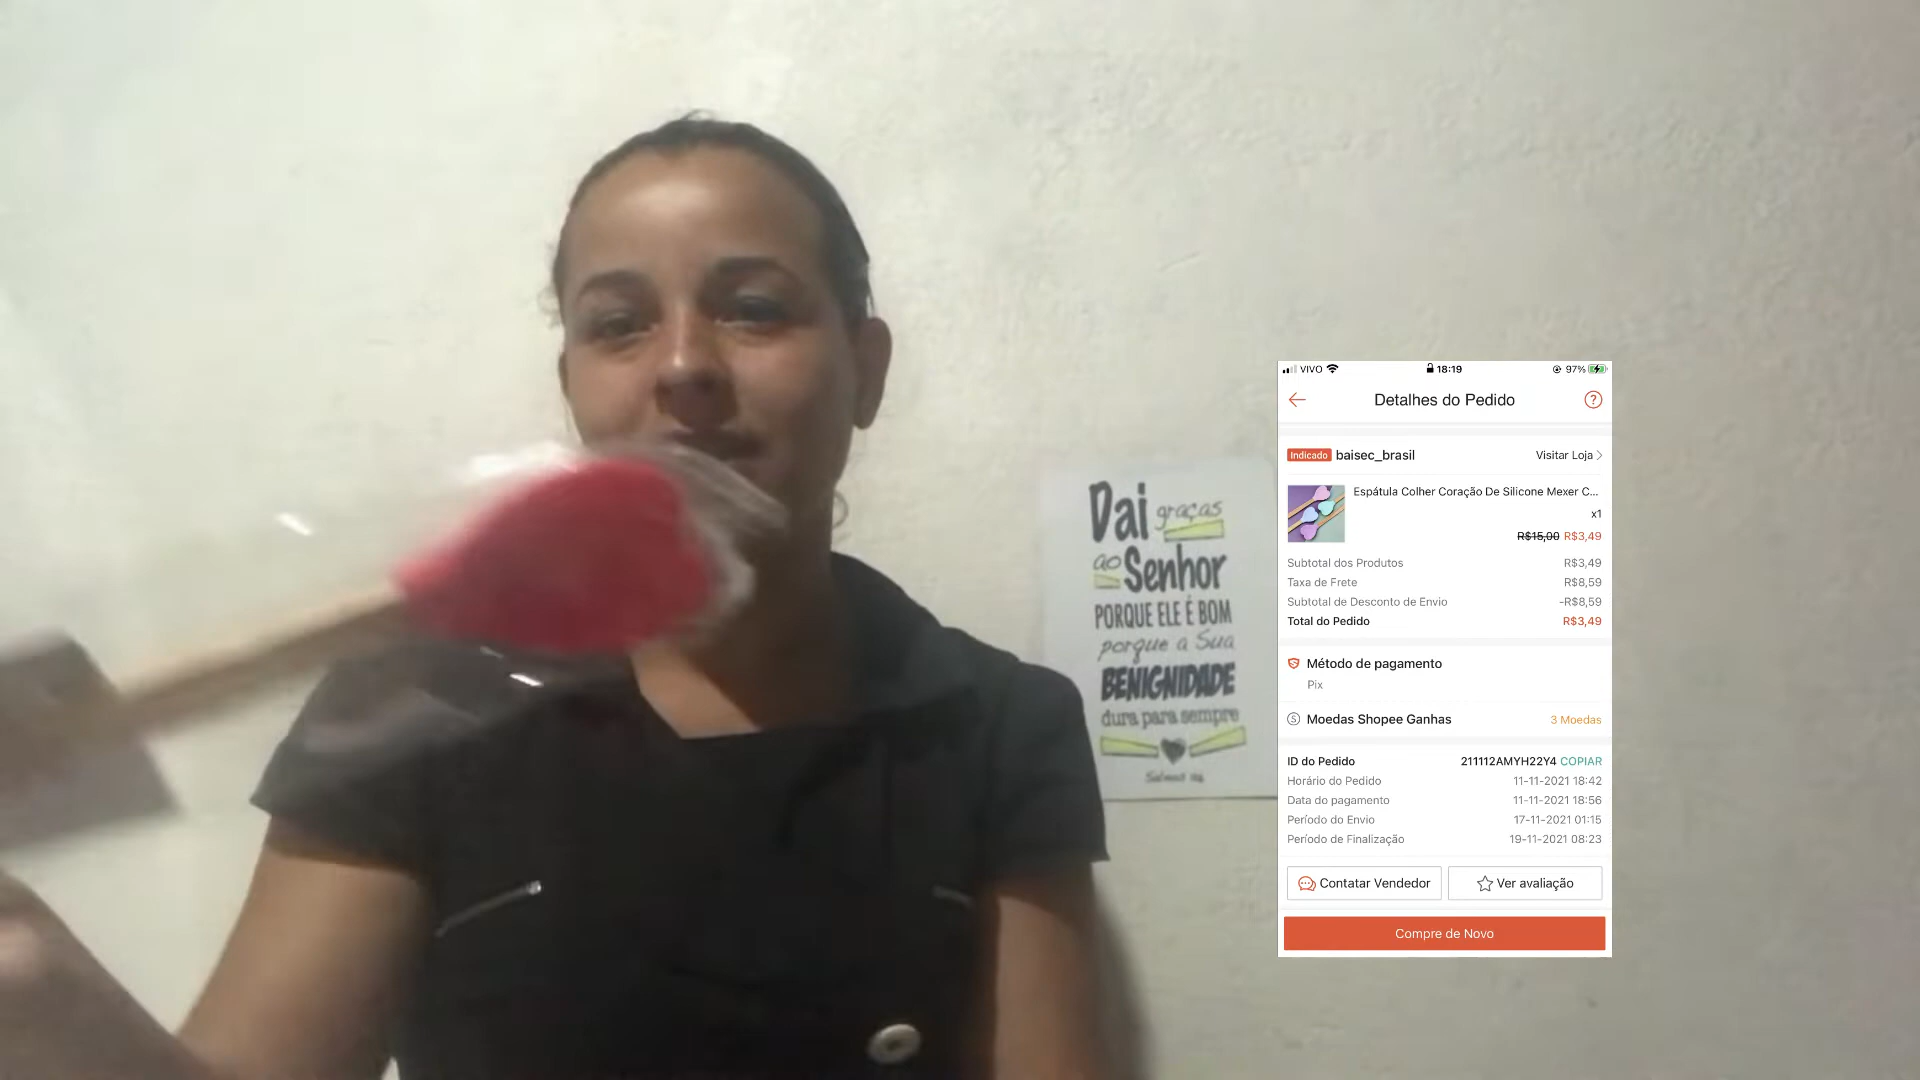 Dai graças
ao Senhor
PORQUE ELE É BOM
porque a Sua
BENIGNIDADE
dura para sempre
VIVO 18:19 97%
Detalhes do Pedido ?
Indicado baisec_brasil Visitar Loja >
Espátula Colher Coração De Silicone Mexer C...
x1
R$15,00 R$3,49
Subtotal dos Produtos R$3,49
Taxa de Frete R$8,59
Subtotal de Desconto de Envio -R$8,59
Total do Pedido R$3,49
Método de pagamento
Pix
Moedas Shopee Ganhas 3 Moedas
ID do Pedido 211112AMYH22Y4 COPIAR
Horário do Pedido 11-11-2021 18:42
Data do pagamento 11-11-2021 18:56
Período do Envio 17-11-2021 01:15
Período de Finalização 19-11-2021 08:23
Contatar Vendedor Ver avaliação
Compre de Novo